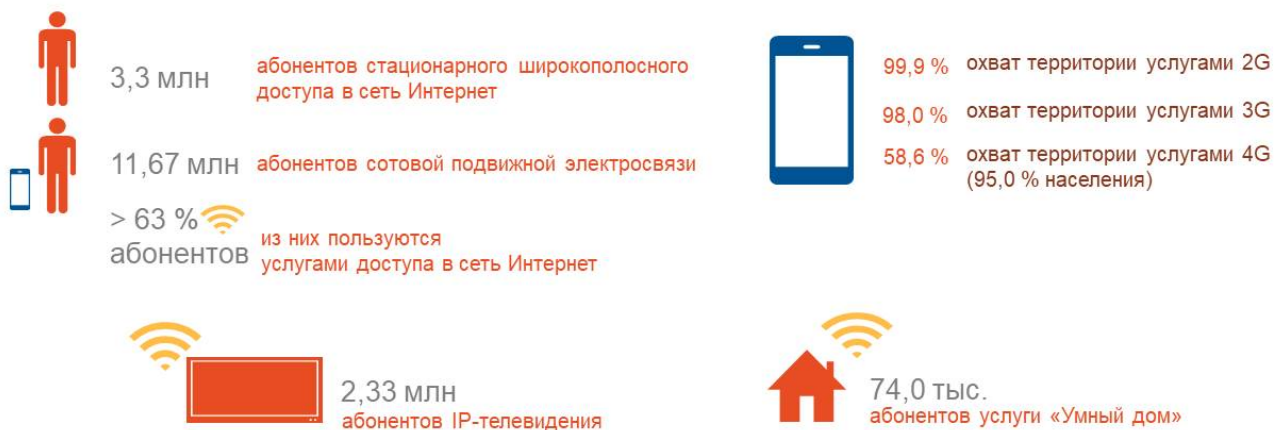 3,3 млн
абонентов стационарного широкополосного
доступа в сеть Интернет
11,67 млн
абонентов сотовой подвижной электросвязи
> 63 %
абонентов
из них пользуются
услугами доступа в сеть Интернет
99,9 % охват территории услугами 2G
98,0 % охват территории услугами 3G
58,6 % охват территории услугами 4G
(95,0 % населения)
2,33 млн
абонентов IP-телевидения
74,0 тыс.
абонентов услуги «Умный дом»